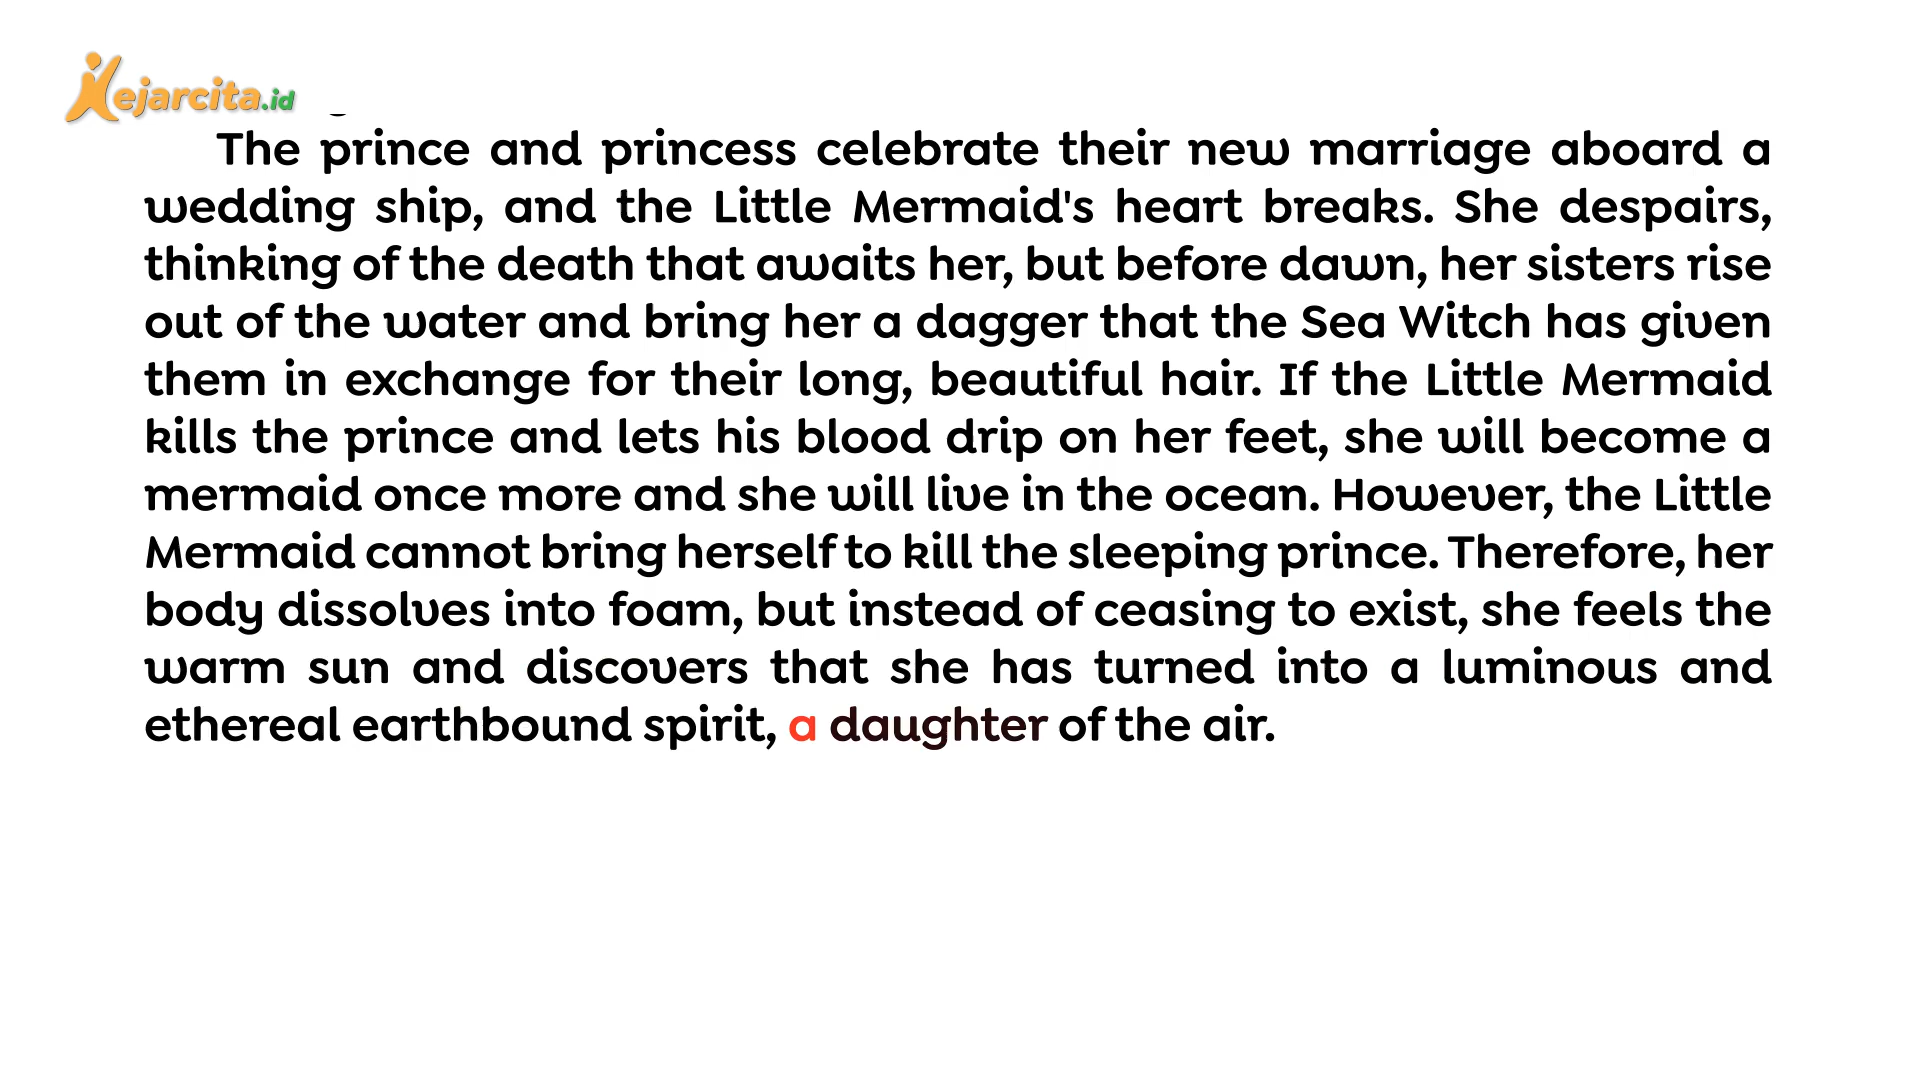 Kejarcita.id
The prince and princess celebrate their new marriage aboard a
wedding ship, and the Little Mermaid's heart breaks. She despairs,
thinking of the death that awaits her, but before dawn, her sisters rise
out of the water and bring her a dagger that the Sea Witch has given
them in exchange for their long, beautiful hair. If the Little Mermaid
kills the prince and lets his blood drip on her feet, she will become a
mermaid once more and she will live in the ocean. However, the Little
Mermaid cannot bring herself to kill the sleeping prince. Therefore, her
body dissolves into foam, but instead of ceasing to exist, she feels the
warm sun and discovers that she has turned into a luminous and
ethereal earthbound spirit, a daughter of the air.